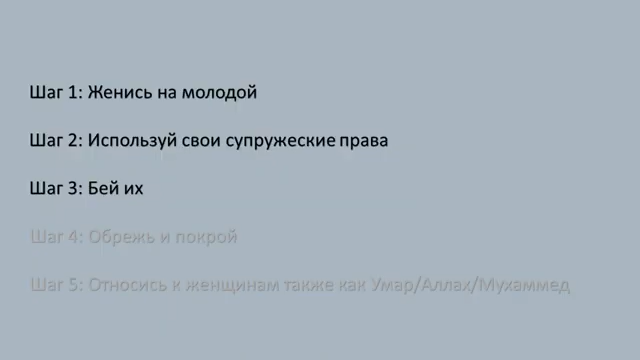 Шаг 1: Женись на молодой
Шаг 2: Используй свои супружеские права
Шаг 3: Бей их
Шаг 4: Обрежь и покрой
Шаг 5: Относись к женщинам также как Умар/Аллах/Мухаммед